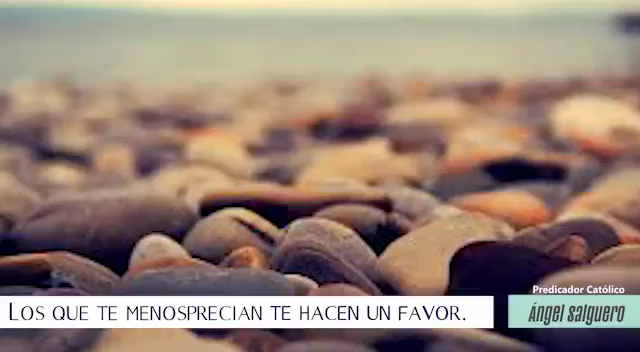 LOS QUE TE MENOSPRECIAN TE HACEN UN FAVOR.
Predicador Católico
Ángel Salguero